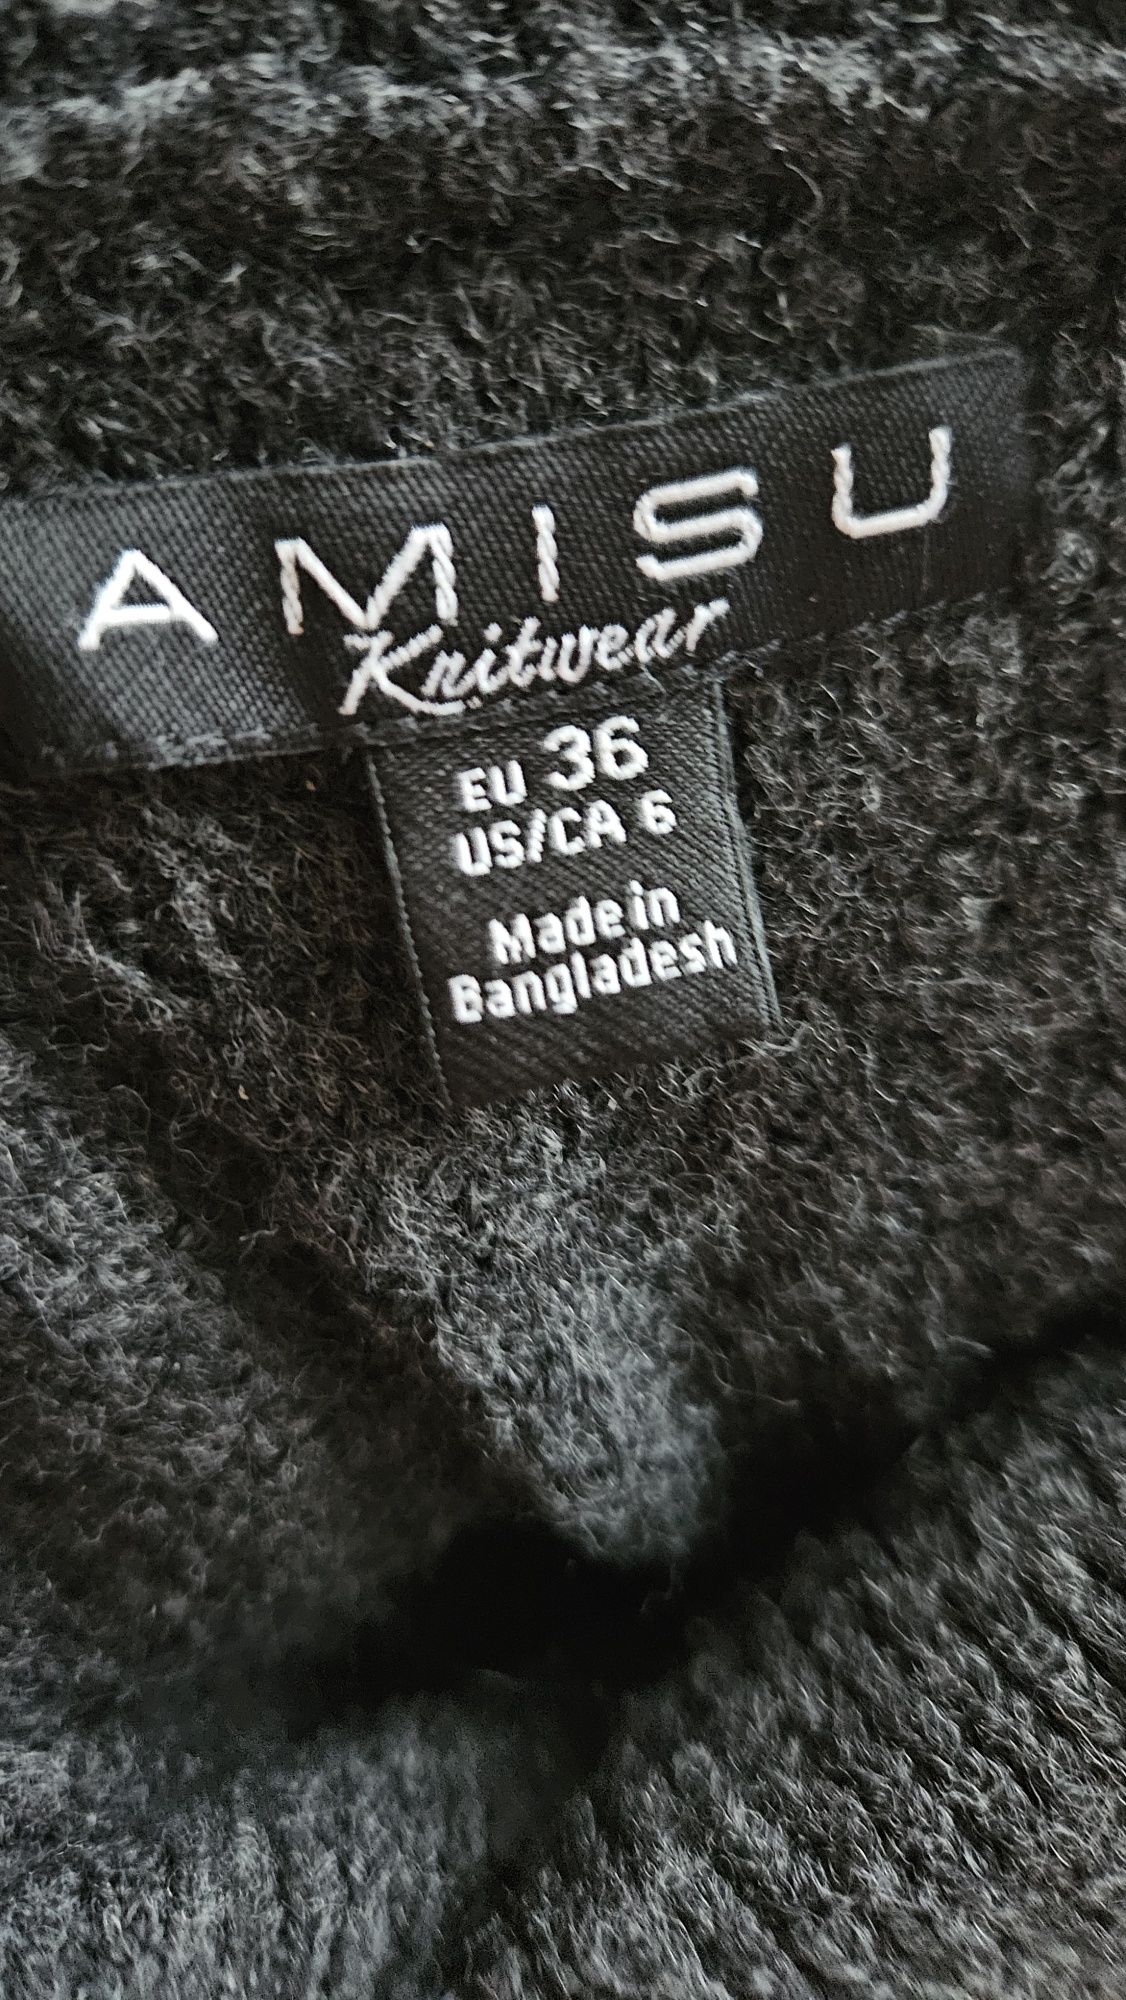 AMISU
Knitwear
EU 36
US/CA 6
Made in
Bangladesh